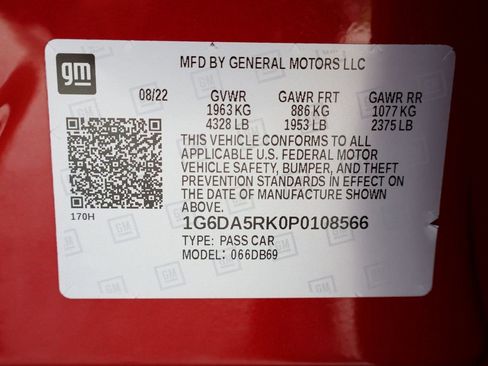 gm
MFD BY GENERAL MOTORS LLC
08/22 GVWR GAWR FRT GAWR RR
1963 KG 886 KG 1077 KG
4328 LB 1953 LB 2375 LB
THIS VEHICLE CONFORMS TO ALL
APPLICABLE U.S. FEDERAL MOTOR
VEHICLE SAFETY, BUMPER, AND THEFT
PREVENTION STANDARDS IN EFFECT ON
THE DATE OF MANUFACTURE SHOWN
ABOVE.
170H
1G6DA5RK0P0108566
TYPE: PASS CAR
MODEL: 066DB69